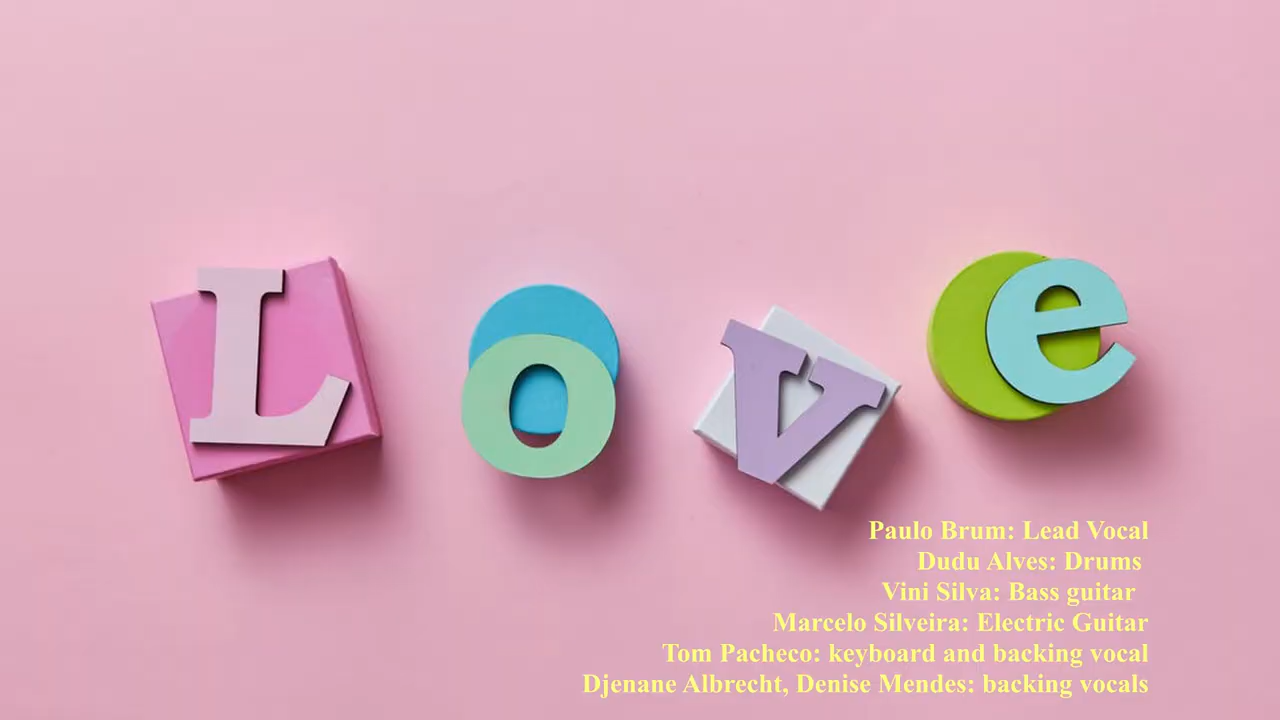 Love
Paulo Brum: Lead Vocal
Dudu Alves: Drums
Vini Silva: Bass guitar
Marcelo Silveira: Electric Guitar
Tom Pacheco: keyboard and backing vocal
Djenane Albrecht, Denise Mendes: backing vocals